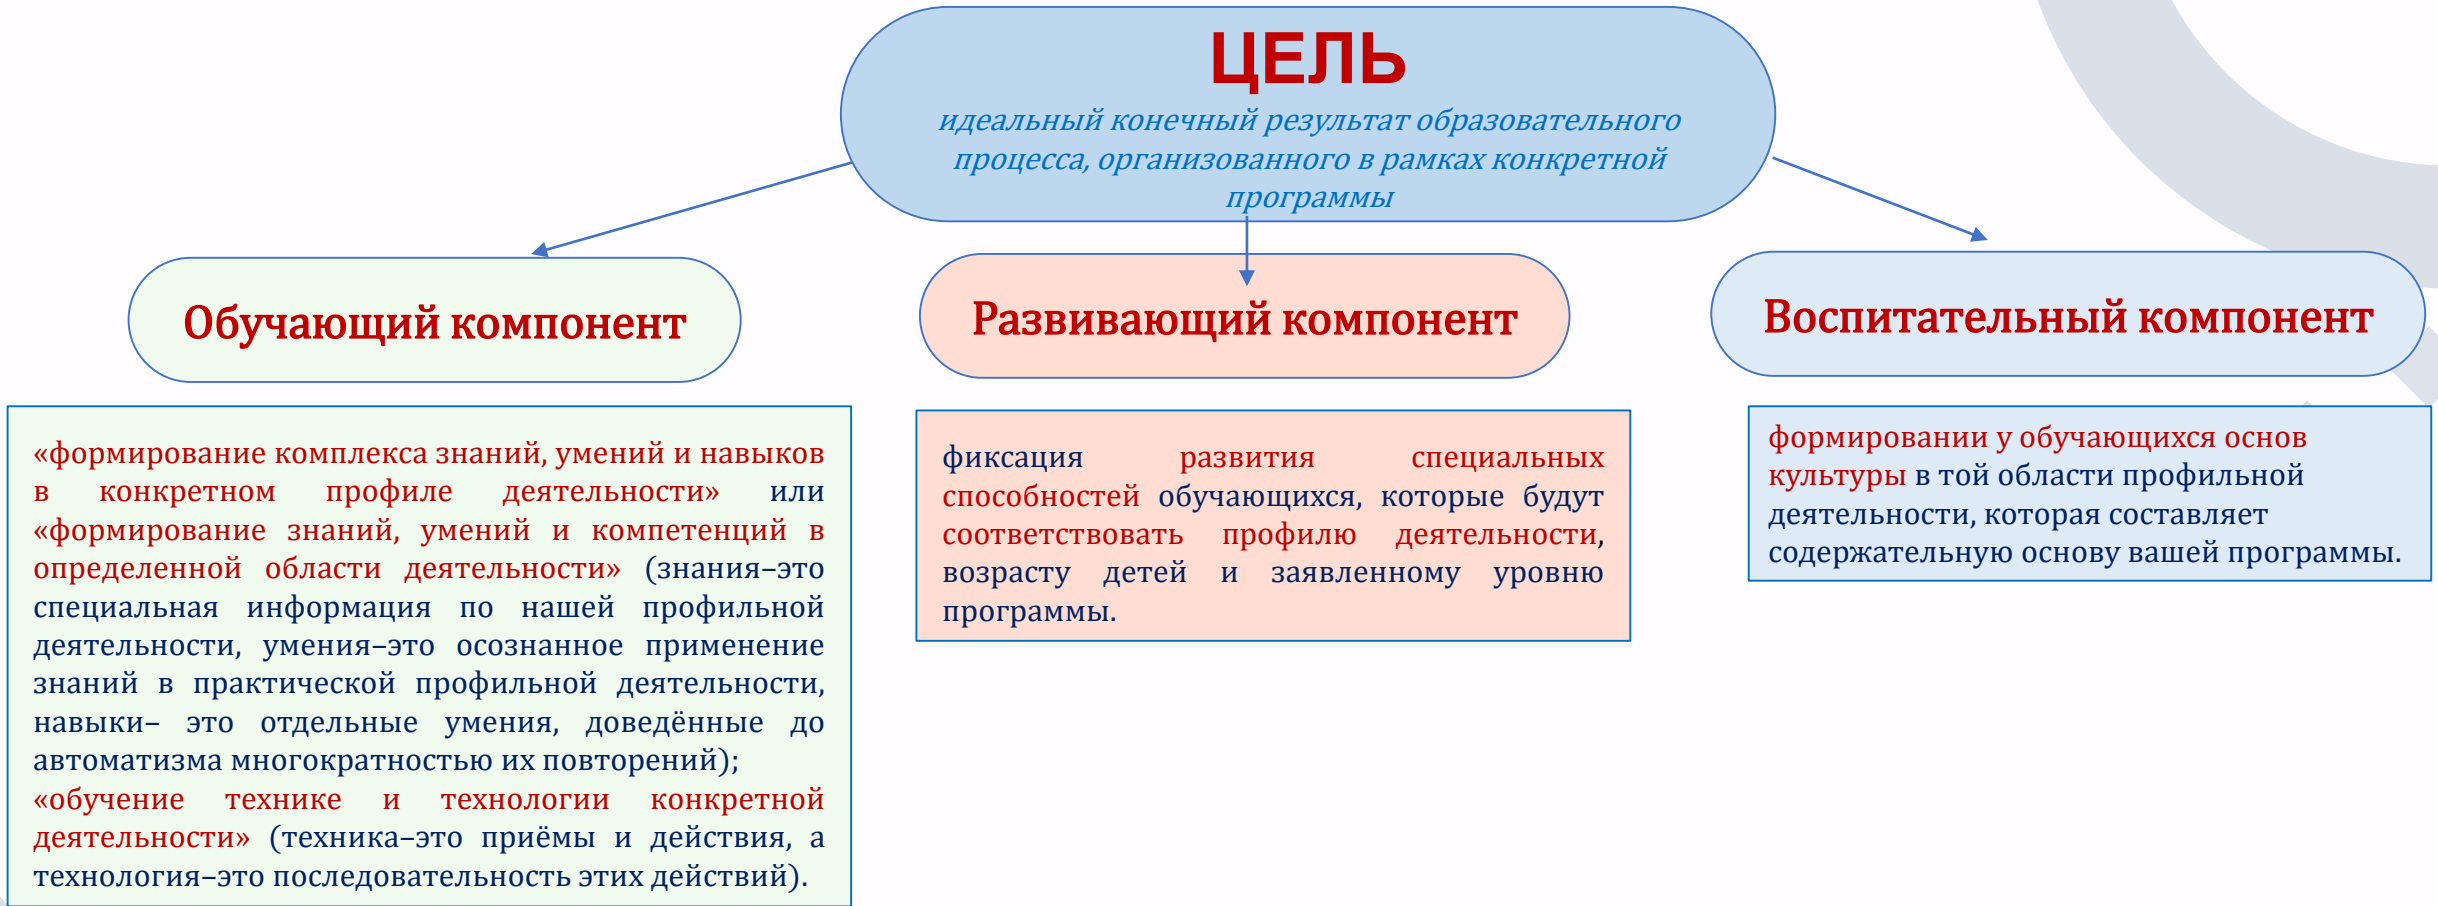 ЦЕЛЬ
идеальный конечный результат образовательного
процесса, организованного в рамках конкретной
программы
Обучающий компонент
Развивающий компонент
Воспитательный компонент
«формирование комплекса знаний, умений и навыков
в конкретном профиле деятельности» или
«формирование знаний, умений и компетенций в
определенной области деятельности» (знания–это
специальная информация по нашей профильной
деятельности, умения–это осознанное применение
знаний в практической профильной деятельности,
навыки– это отдельные умения, доведённые до
автоматизма многократностью их повторений);
«обучение технике и технологии конкретной
деятельности» (техника–это приёмы и действия, а
технология–это последовательность этих действий).
фиксация развития специальных
способностей обучающихся, которые будут
соответствовать профилю деятельности,
возрасту детей и заявленному уровню
программы.
формировании у обучающихся основ
культуры в той области профильной
деятельности, которая составляет
содержательную основу вашей программы.